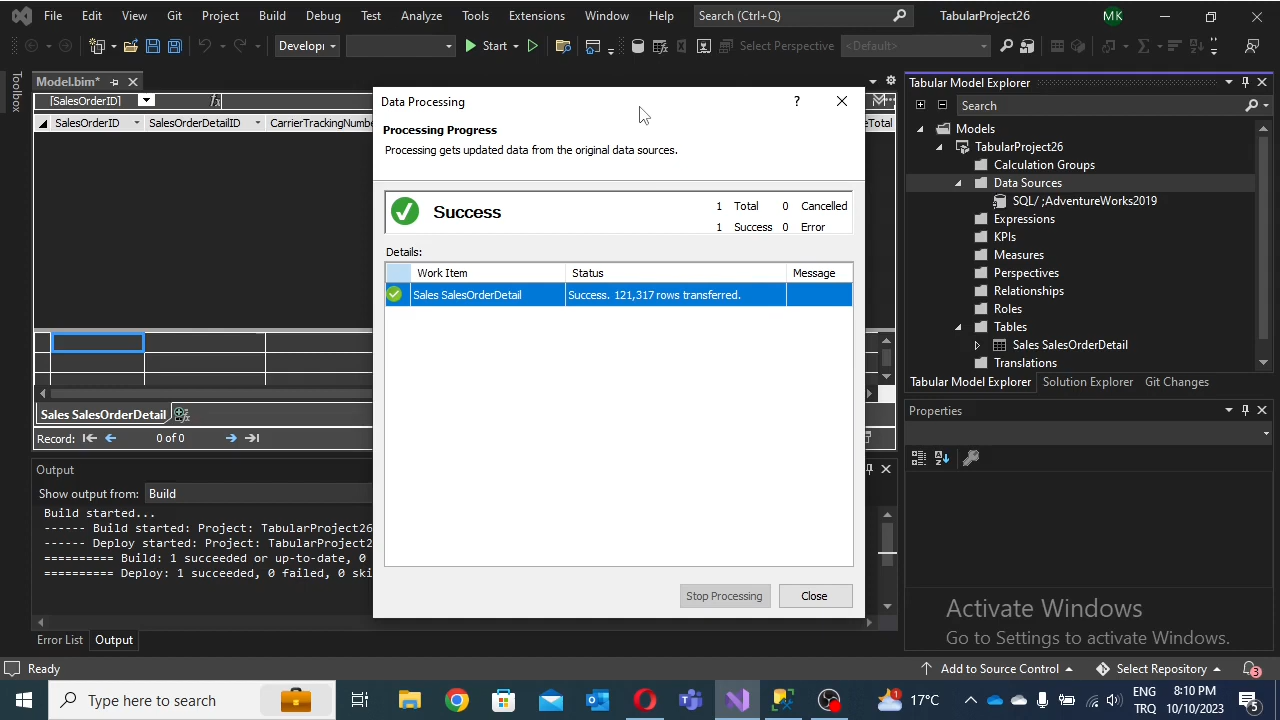 File Edit View Git Project Build Debug Test Analyze Tools Extensions Window Help Search (Ctrl+Q) TabularProject26 MK
Developr Start Select Perspective <Default>
Toolbox
Model.bim*
[SalesOrderID] fx
SalesOrderID SalesOrderDetailID CarrierTrackingNumbe eTotal
Sales SalesOrderDetail
Record: 0 of 0
Data Processing ?
Processing Progress
Processing gets updated data from the original data sources.
Success
1 Total 0 Cancelled
1 Success 0 Error
Details:
Work Item Status Message
Sales SalesOrderDetail Success. 121,317 rows transferred.
Stop Processing Close
Output
Show output from: Build
Build started...
------ Build started: Project: TabularProject26
------ Deploy started: Project: TabularProject2
========== Build: 1 succeeded or up-to-date, 0
========== Deploy: 1 succeeded, 0 failed, 0 ski
Error List Output
Tabular Model Explorer
Search
Models
TabularProject26
Calculation Groups
Data Sources
SQL/ ;AdventureWorks2019
Expressions
KPIs
Measures
Perspectives
Relationships
Roles
Tables
Sales SalesOrderDetail
Translations
Tabular Model Explorer Solution Explorer Git Changes
Properties
Activate Windows
Go to Settings to activate Windows.
Ready Add to Source Control Select Repository 3
Type here to search 1 17°C ENG 8:10 PM
TRQ 10/10/2023 5